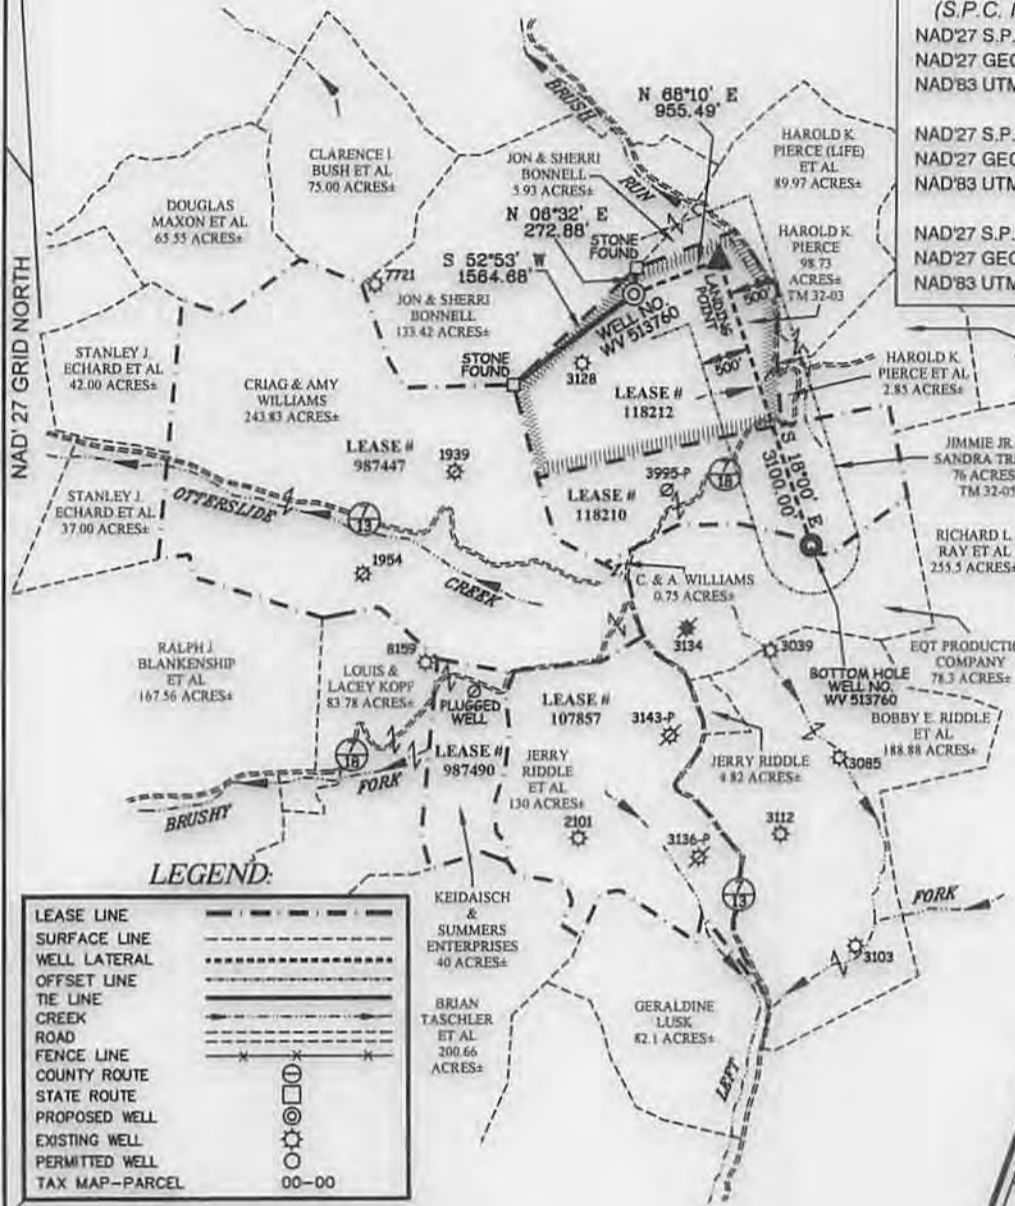 (S.P.C.
NAD'27 S.P.
NAD'27 GEO
NAD'83 UTM
NAD'27 S.P.
NAD'27 GEO
NAD'83 UTM
NAD'27 S.P.
NAD'27 GEO
NAD'83 UTM
NAD' 27 GRID NORTH
BRUSH
RUN
N 68°10' E
955.49'
CLARENCE I.
BUSH ET AL
75.00 ACRES±
JON & SHERRI
BONNELL
5.93 ACRES±
HAROLD K.
PIERCE (LIFE)
ET AL
89.97 ACRES±
DOUGLAS
MAXON ET AL
65.55 ACRES±
N 06°32' E
272.88'
STONE
FOUND
HAROLD K.
PIERCE
98.73
ACRES±
TM 32-03
S 52°53' W
1564.68'
7721
JON & SHERRI
BONNELL
133.42 ACRES±
WELL NO.
WV 513760
LANDING
POINT
500'
500'
STANLEY J.
ECHARD ET AL
42.00 ACRES±
STONE
FOUND
3128
HAROLD K.
PIERCE ET AL
2.85 ACRES±
CRIAG & AMY
WILLIAMS
243.83 ACRES±
LEASE #
118212
LEASE #
987447
1939
S 18°00' E
3100.00'
JIMMIE JR.
SANDRA TR
76 ACRES
TM 32-05
3995-P
7
18
STANLEY J.
ECHARD ET AL
37.00 ACRES±
OTTERSLIDE
CREEK
7
13
LEASE #
118210
RICHARD L.
RAY ET AL
255.5 ACRES±
1954
C. & A. WILLIAMS
0.75 ACRES±
RALPH J.
BLANKENSHIP
ET AL
167.56 ACRES±
8159
3134
3039
EQT PRODUCTI
COMPANY
78.3 ACRES±
LOUIS &
LACEY KOPF
83.78 ACRES±
PLUGGED
WELL
BOTTOM HOLE
WELL NO.
WV 513760
LEASE #
107857
3143-P
BOBBY E. RIDDLE
ET AL
188.88 ACRES±
7
18
LEASE #
987490
JERRY
RIDDLE
ET AL
130 ACRES±
JERRY RIDDLE
4.82 ACRES±
3085
BRUSHY
FORK
2101
3136-P
3112
7
13
FORK
KEIDAISCH
&
SUMMERS
ENTERPRISES
40 ACRES±
3103
BRIAN
TASCHLER
ET AL
200.66
ACRES±
GERALDINE
LUSK
82.1 ACRES±
LEFT
LEGEND:
LEASE LINE
SURFACE LINE
WELL LATERAL
OFFSET LINE
TIE LINE
CREEK
ROAD
FENCE LINE
COUNTY ROUTE
STATE ROUTE
PROPOSED WELL
EXISTING WELL
PERMITTED WELL
TAX MAP-PARCEL 00-00